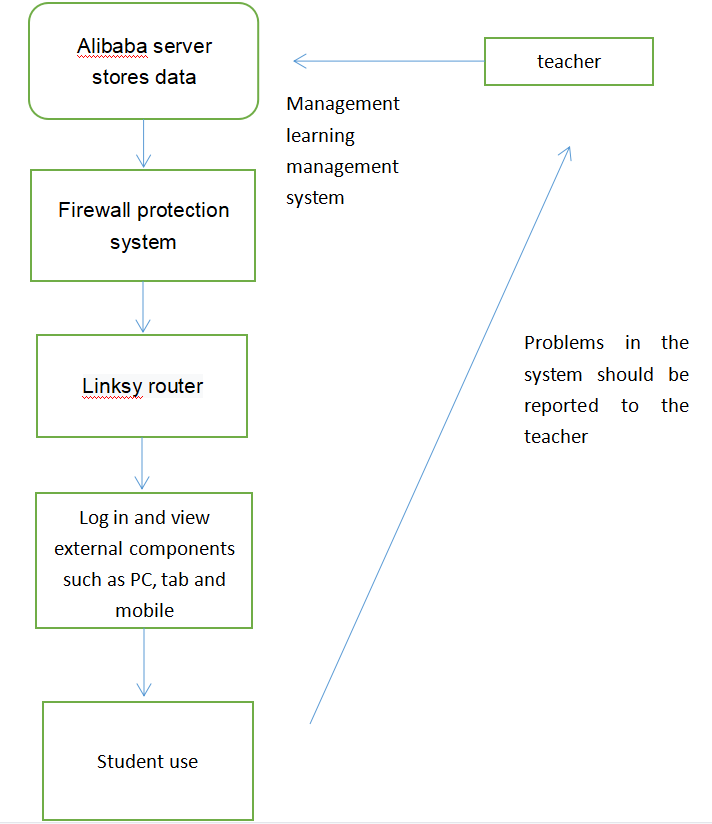 Alibaba server
stores data
teacher
Management
learning
management
system
Firewall protection
system
Problems in the
system should be
reported to the
teacher
Linksy router
Log in and view
external components
such as PC, tab and
mobile
Student use